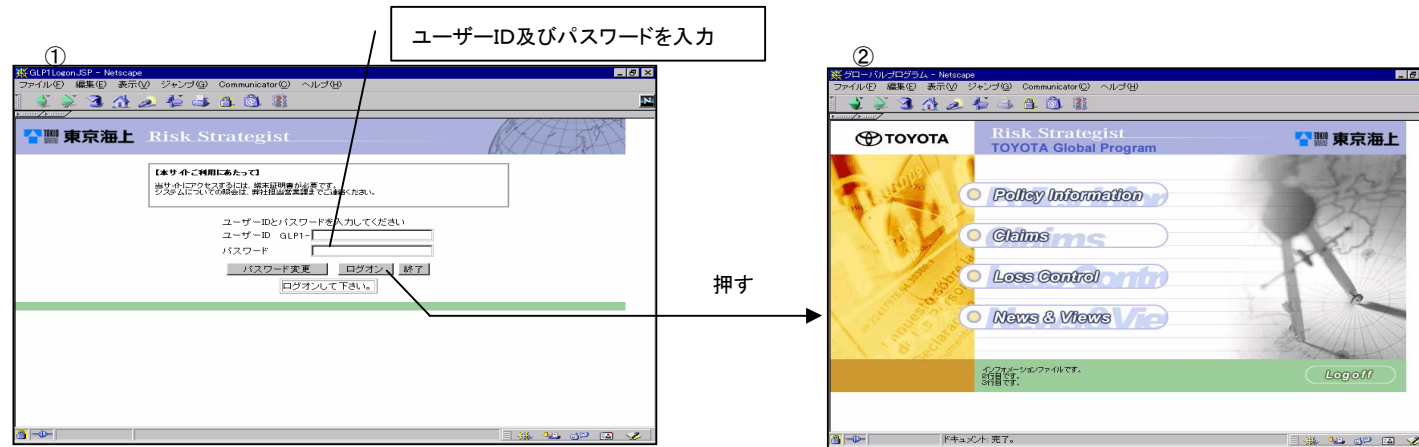 ユーザーID及びパスワードを入力
①
GLP1LogonJSP - Netscape
ファイル(F) 編集(E) 表示(V) ジャンプ(G) Communicator(C) ヘルプ(H)
TOKIO MARINE 東京海上 Risk Strategist
【本サイトご利用にあたって】
当サイトにアクセスするには、端末証明書が必要です。
システムについての照会は、弊社担当営業課までご連絡ください。
ユーザーIDとパスワードを入力してください
ユーザーID GLP1-
パスワード
パスワード変更 ログオン 終了
ログオンして下さい。
押す
②
グローバルプログラム - Netscape
ファイル(F) 編集(E) 表示(V) ジャンプ(G) Communicator(C) ヘルプ(H)
TOYOTA Risk Strategist TOKIO MARINE 東京海上
TOYOTA Global Program
Policy Information
Claims
Loss Control
News & Views
インフォメーションファイルです。
2行目です。
3行目です。
Logoff
ドキュメント: 完了。